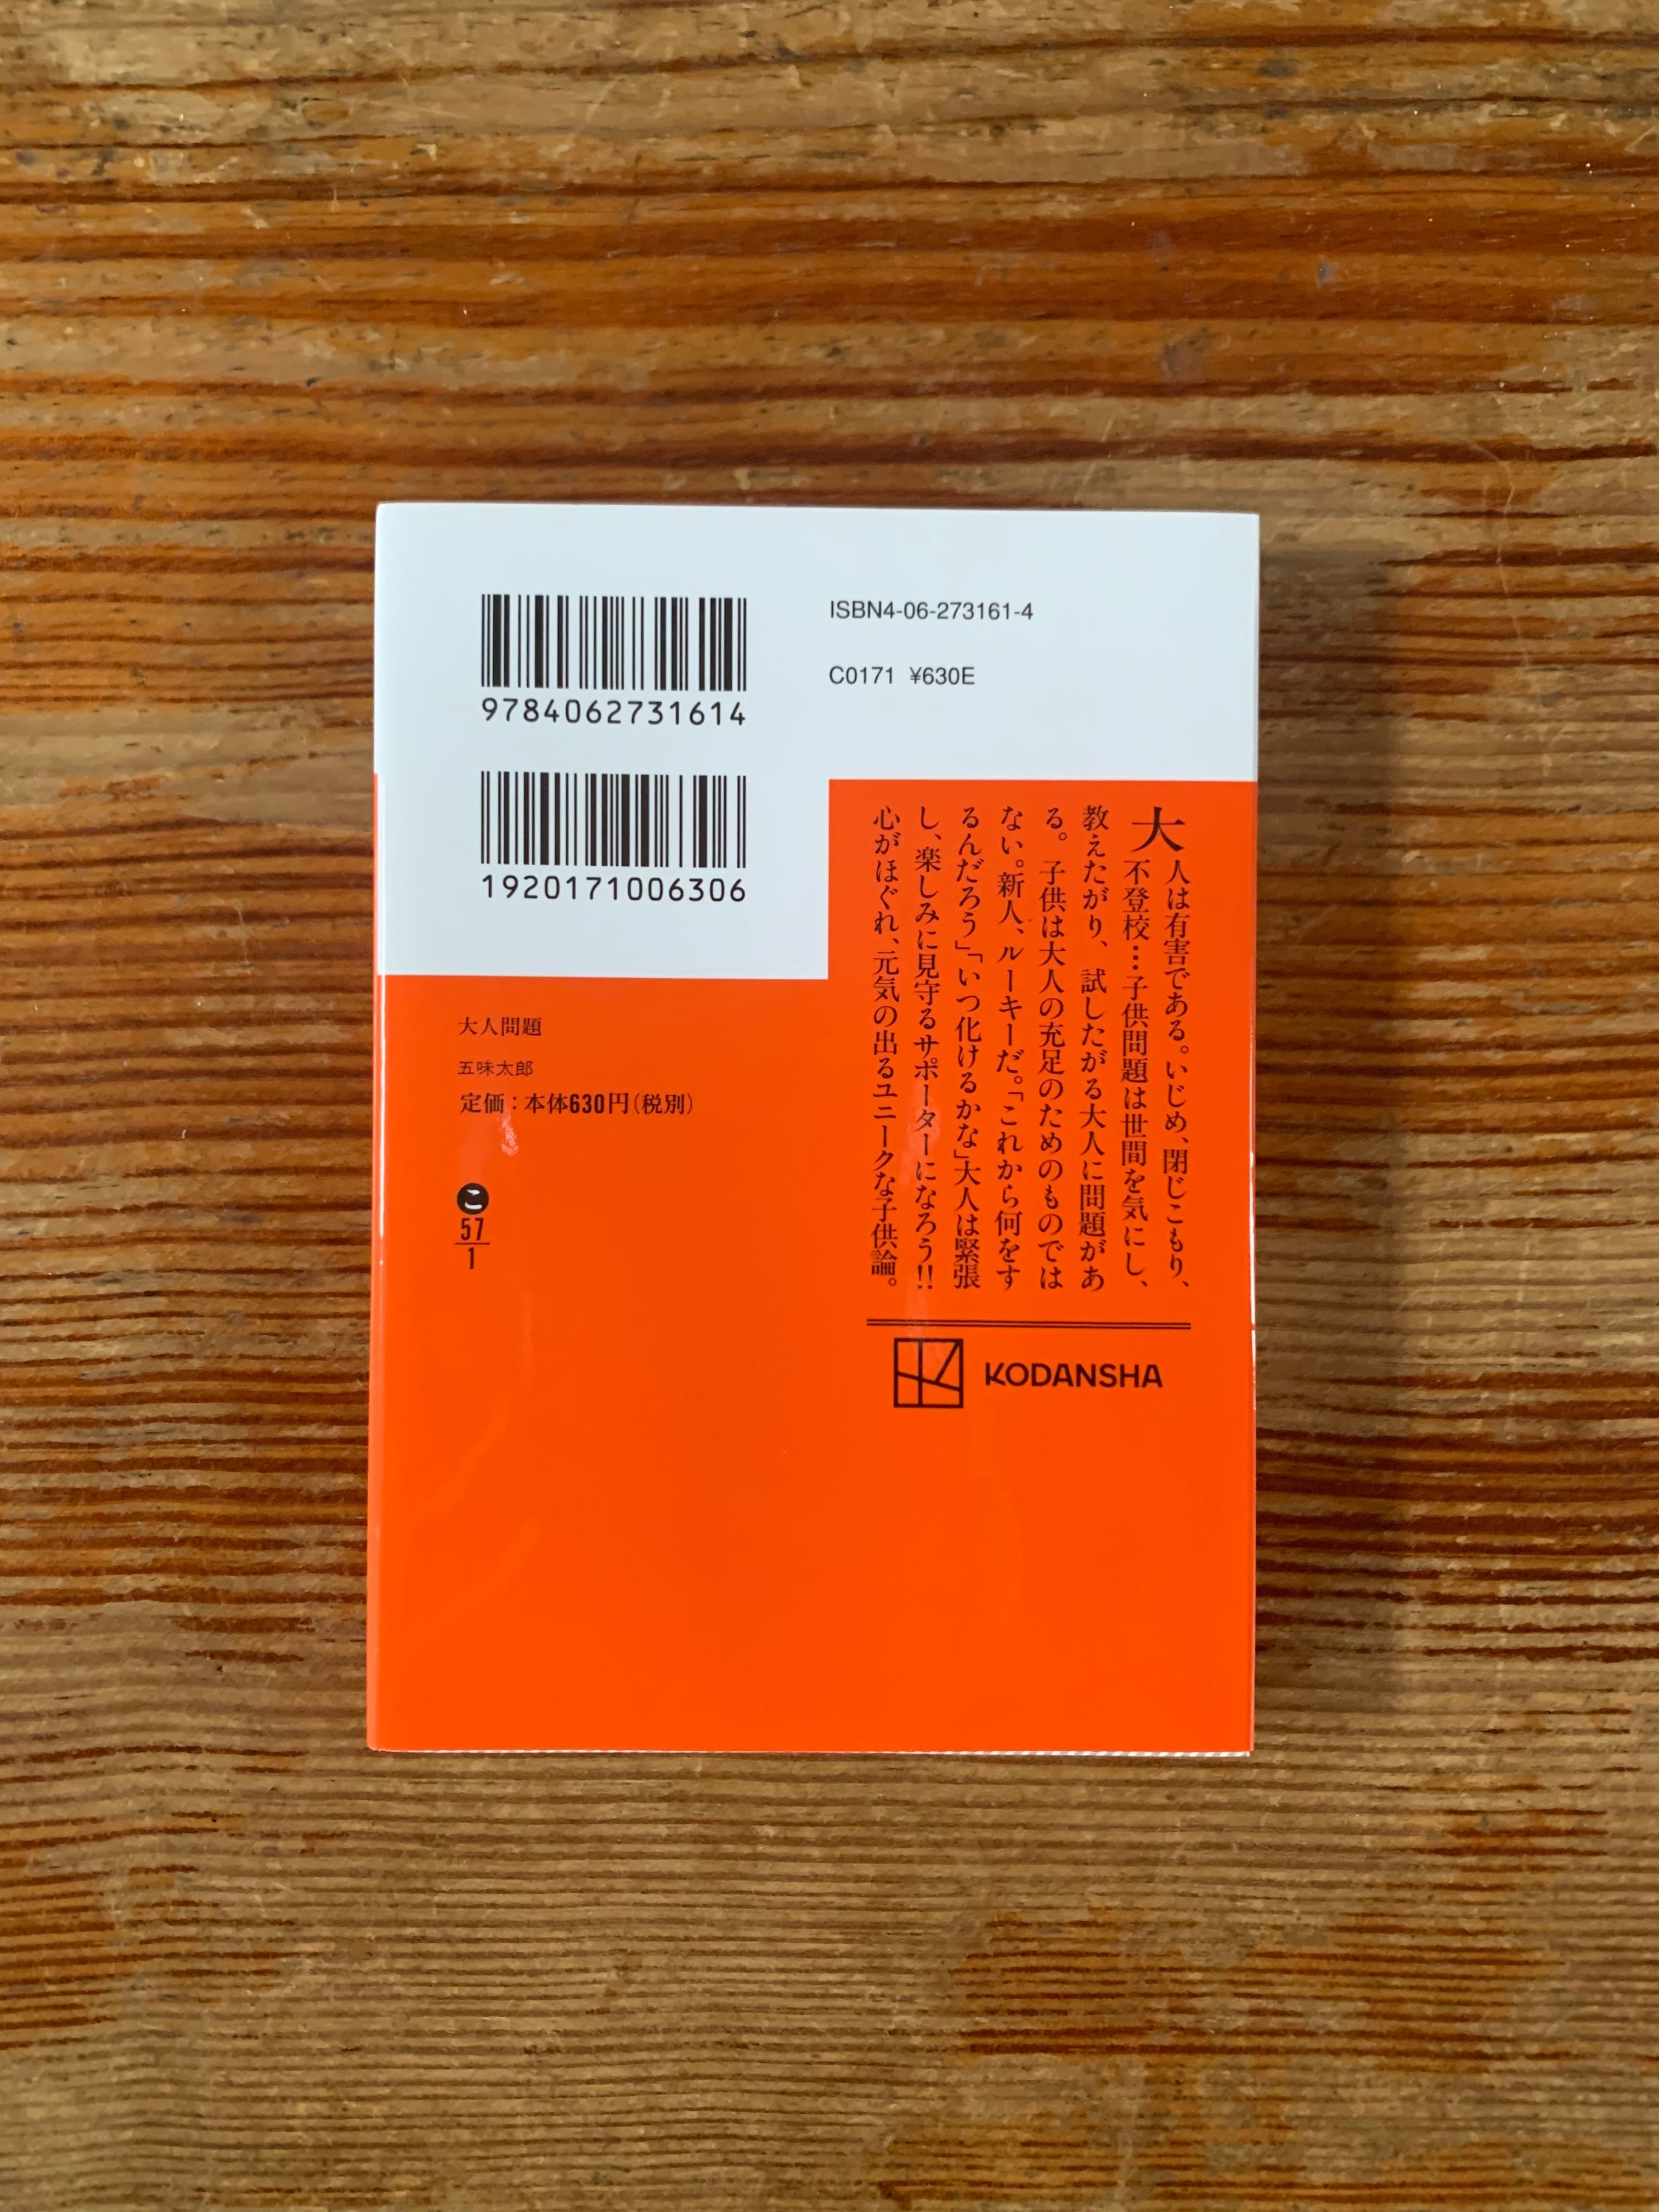 9784062731614
1920171006306
ISBN4-06-273161-4
C0171 ¥630E
大人は有害である。いじめ、閉じこもり、
不登校…子供問題は世間を気にし、
教えたがり、試したがる大人に問題があ
る。子供は大人の充足のためのものでは
ない。新人、ルーキーだ。「これから何をす
るんだろう」「いつ化けるかな」大人は緊張
し、楽しみに見守るサポーターになろう!!
心がほぐれ、元気の出るユニークな子供論。
KODANSHA
大人問題
五味太郎
定価：本体630円（税別）
こ
57
1